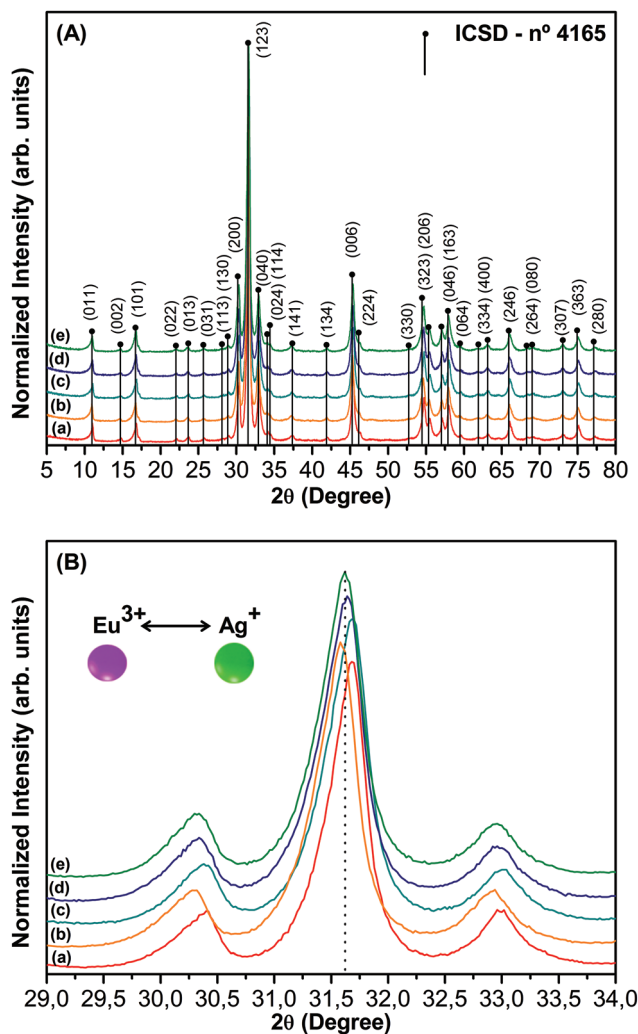 (A)
ICSD - nº 4165
(123)
(011)
(002)
(101)
(022)
(013)
(031)
(113) (130) (200)
(040)
(024) (114)
(141)
(134)
(006)
(224)
(330)
(323) (206)
(046) (163)
(064)
(334) (400)
(246)
(264) (080)
(307)
(363)
(280)
(e)
(d)
(c)
(b)
(a)
Normalized Intensity (arb. units)
5 10 15 20 25 30 35 40 45 50 55 60 65 70 75 80
2θ (Degree)
(B)
Eu3+ Ag+
(e)
(d)
(c)
(b)
(a)
Normalized Intensity (arb. units)
29,0 30,0 30,5 31,0 31,5 32,0 32,5 33,0 33,5 34,0
2θ (Degree)